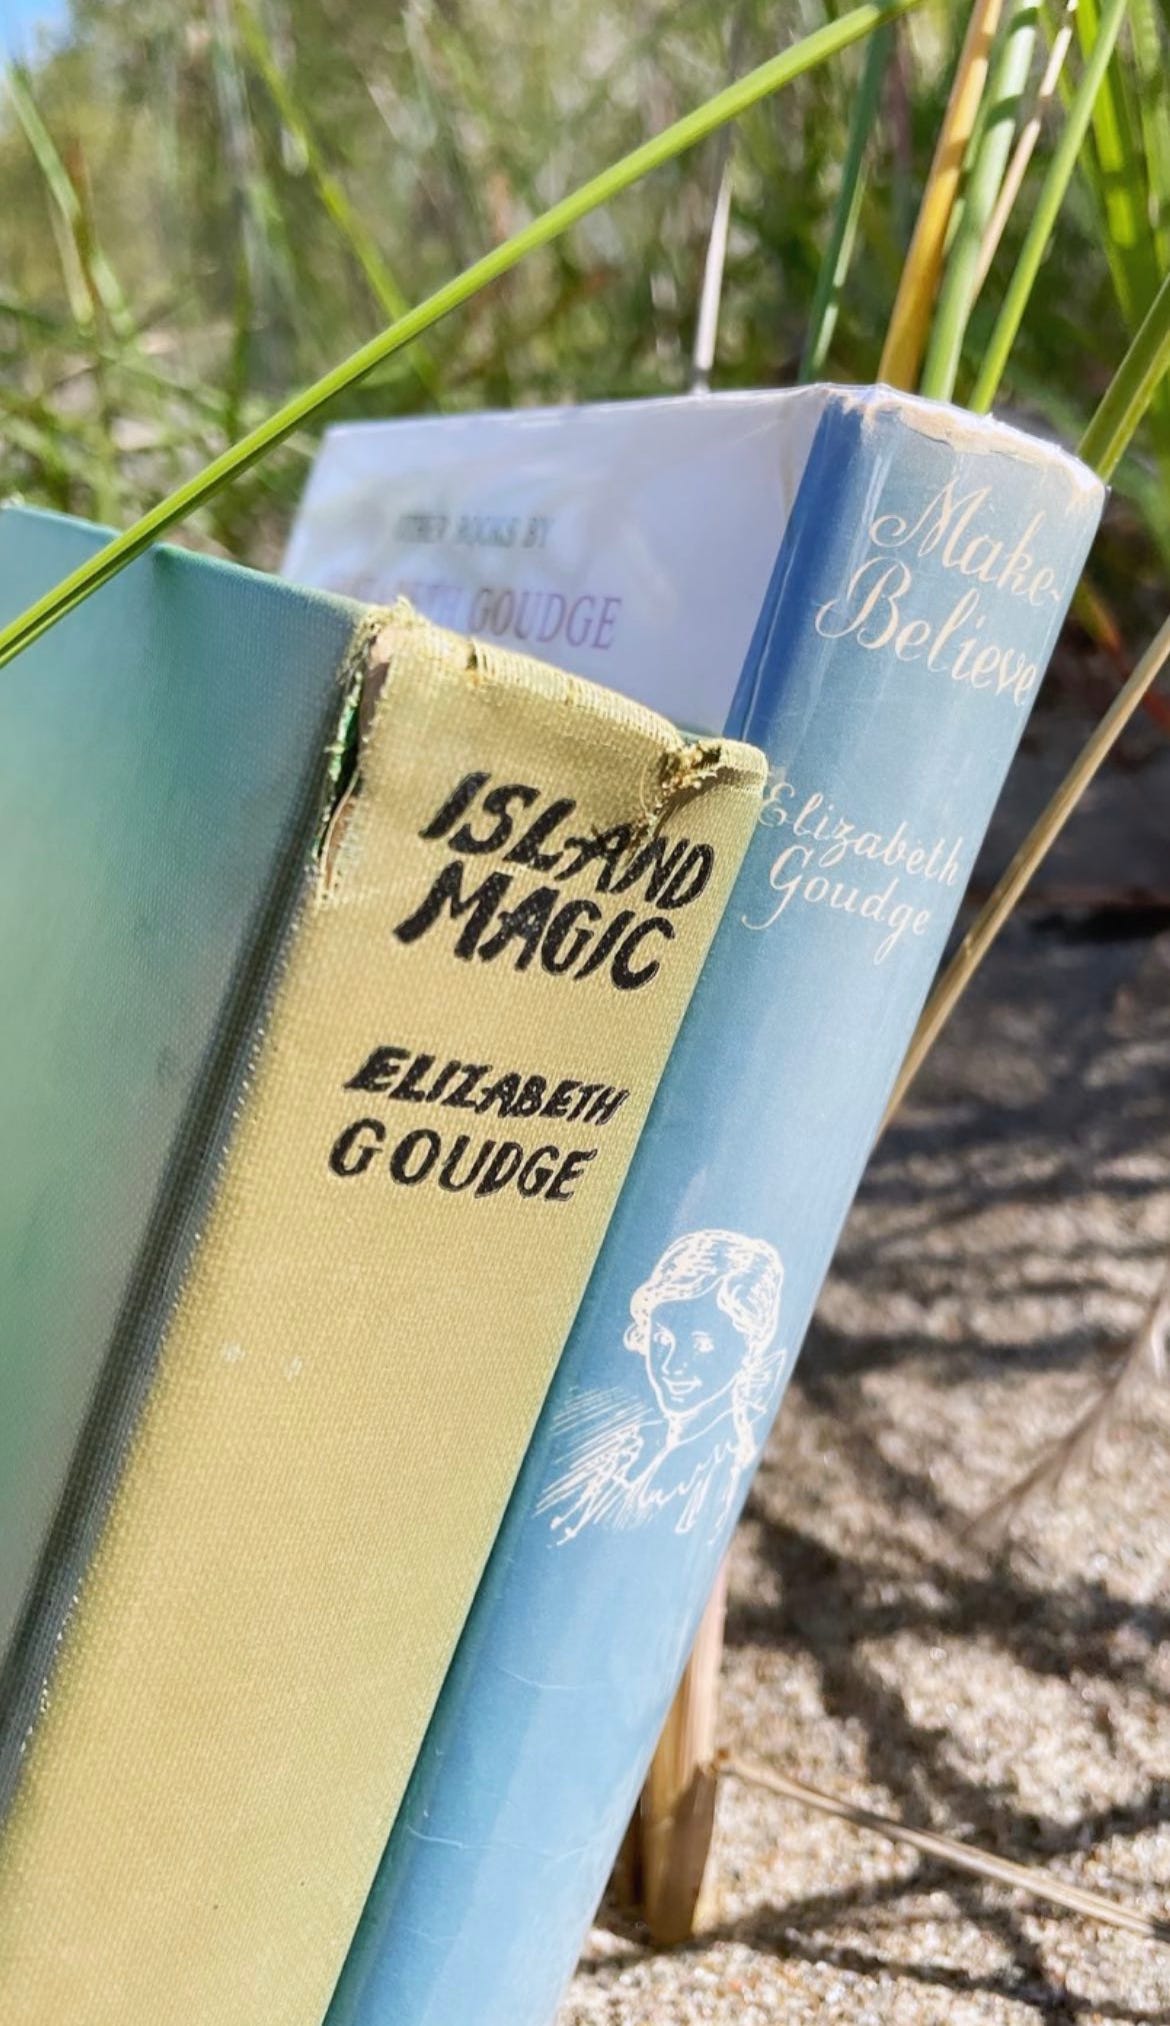 OTHER BOOKS BY
GOUDGE
Make-
Believe
Elizabeth
Goudge
ISLAND
MAGIC
ELIZABETH
GOUDGE